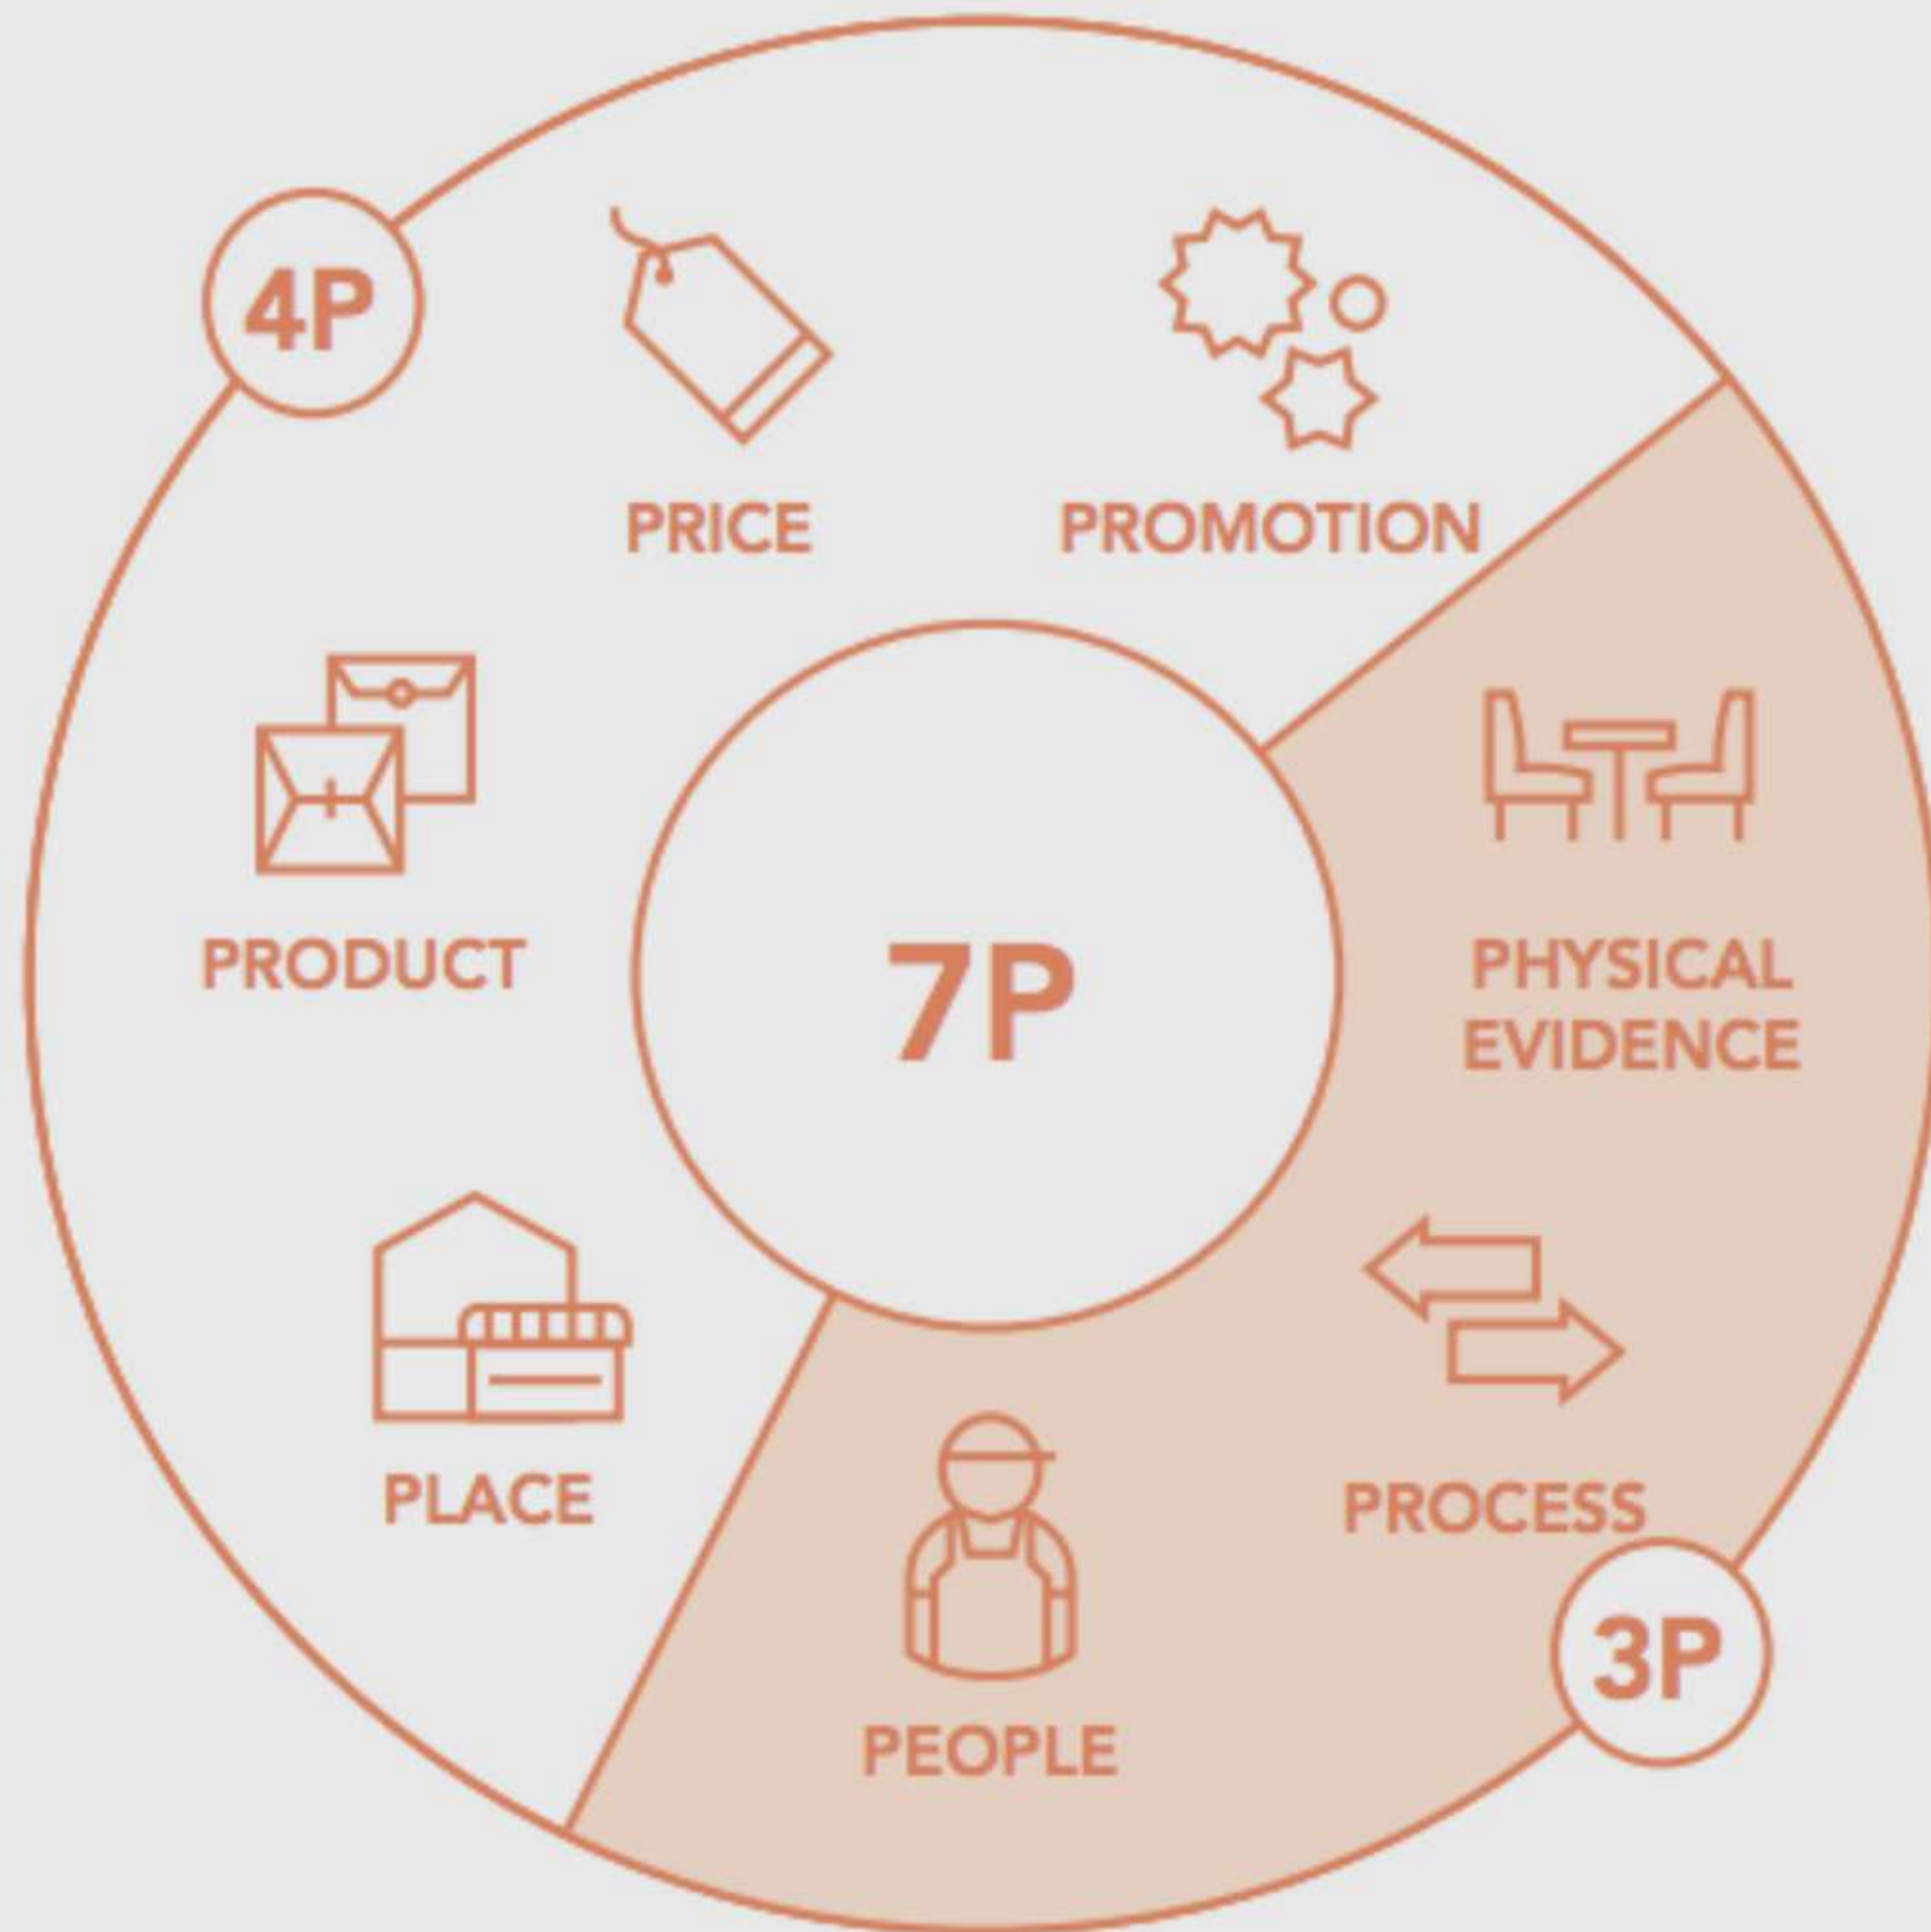 4P
PRICE
PROMOTION
PRODUCT
7P
PHYSICAL
EVIDENCE
PLACE
PROCESS
3P
PEOPLE